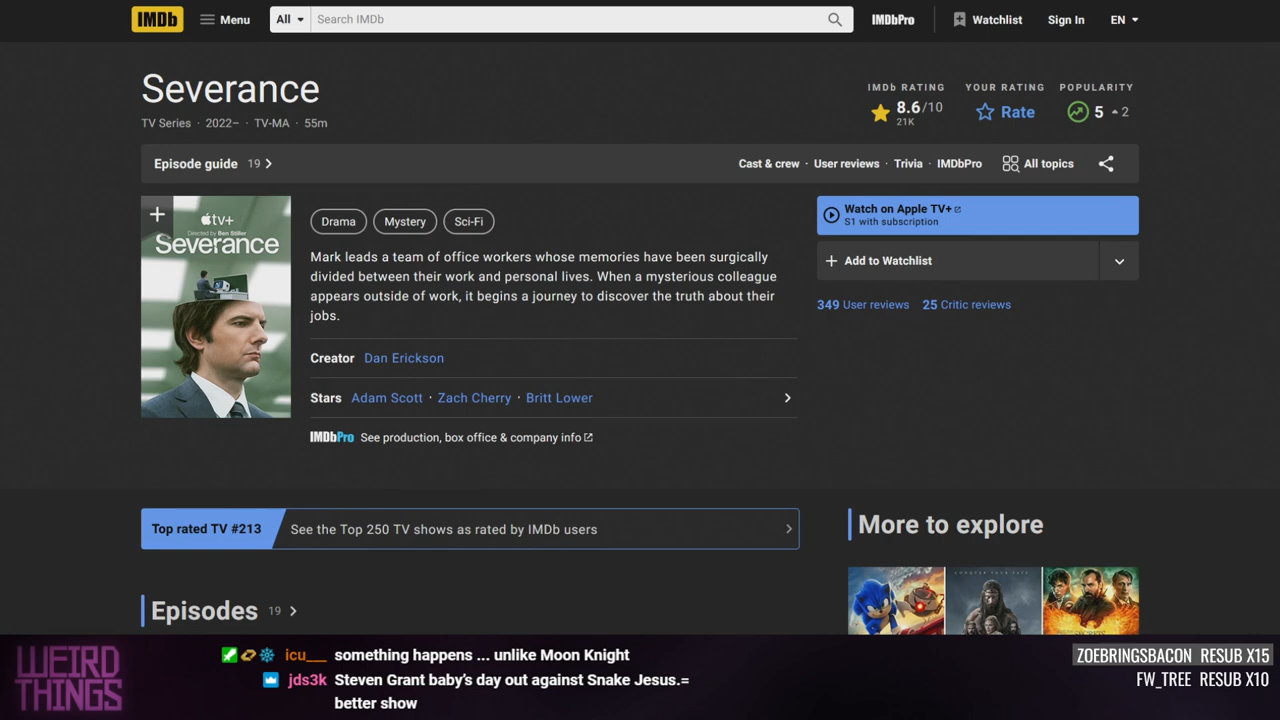 IMDb
Menu
All
Search IMDb
IMDbPro
Watchlist
Sign In
EN
Severance
TV Series · 2022– · TV-MA · 55m
IMDb RATING
8.6/10
21K
YOUR RATING
Rate
POPULARITY
5
2
Episode guide 19
Cast & crew · User reviews · Trivia · IMDbPro
All topics
tv+
Directed by Ben Stiller
Severance
Drama
Mystery
Sci-Fi
Mark leads a team of office workers whose memories have been surgically
divided between their work and personal lives. When a mysterious colleague
appears outside of work, it begins a journey to discover the truth about their
jobs.
Creator Dan Erickson
Stars Adam Scott · Zach Cherry · Britt Lower
IMDbPro See production, box office & company info
Watch on Apple TV+
S1 with subscription
+ Add to Watchlist
349 User reviews 25 Critic reviews
Top rated TV #213
See the Top 250 TV shows as rated by IMDb users
More to explore
Episodes 19
WEIRD
THINGS
icu___ something happens ... unlike Moon Knight
jds3k Steven Grant baby's day out against Snake Jesus.=
better show
ZOEBRINGSBACON RESUB X15
FW_TREE RESUB X10